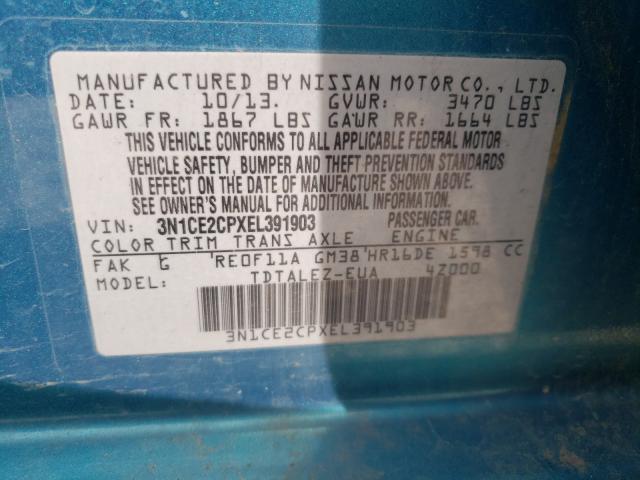 MANUFACTURED BY NISSAN MOTOR CO., LTD.
DATE: 10/13. GVWR: 3470 LBS
GAWR FR: 1867 LBS GAWR RR: 1664 LBS
THIS VEHICLE CONFORMS TO ALL APPLICABLE FEDERAL MOTOR
VEHICLE SAFETY, BUMPER AND THEFT PREVENTION STANDARDS
IN EFFECT ON THE DATE OF MANUFACTURE SHOWN ABOVE.
SEE OWNER'S MANUAL FOR ADDITIONAL INFORMATION.
VIN: 3N1CE2CPXEL391903 PASSENGER CAR.
COLOR TRIM TRANS AXLE ENGINE
FAK G 'RE0F11A GM38'HR16DE 1598 CC
MODEL: TDTALEZ-EUA 4Z000
3N1CE2CPXEL391903